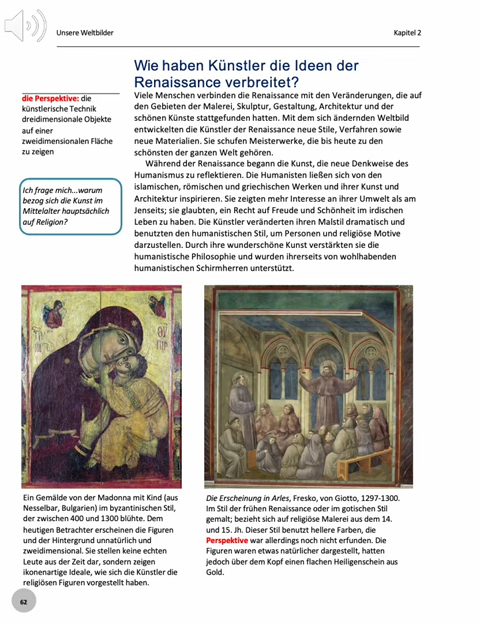 Unsere Weltbilder
Kapitel 2
Wie haben Künstler die Ideen der
Renaissance verbreitet?
die Perspektive: die
künstlerische Technik
dreidimensionale Objekte
auf einer
zweidimensionalen Fläche
zu zeigen
Ich frage mich...warum
bezog sich die Kunst im
Mittelalter hauptsächlich
auf Religion?
Viele Menschen verbinden die Renaissance mit den Veränderungen, die auf
den Gebieten der Malerei, Skulptur, Gestaltung, Architektur und der
schönen Künste stattgefunden hatten. Mit dem sich ändernden Weltbild
entwickelten die Künstler der Renaissance neue Stile, Verfahren sowie
neue Materialien. Sie schufen Meisterwerke, die bis heute zu den
schönsten der ganzen Welt gehören.
Während der Renaissance begann die Kunst, die neue Denkweise des
Humanismus zu reflektieren. Die Humanisten ließen sich von den
islamischen, römischen und griechischen Werken und ihrer Kunst und
Architektur inspirieren. Sie zeigten mehr Interesse an ihrer Umwelt als am
Jenseits; sie glaubten, ein Recht auf Freude und Schönheit im irdischen
Leben zu haben. Die Künstler veränderten ihren Malstil dramatisch und
benutzten den humanistischen Stil, um Personen und religiöse Motive
darzustellen. Durch ihre wunderschöne Kunst verstärkten sie die
humanistische Philosophie und wurden ihrerseits von wohlhabenden
humanistischen Schirmherren unterstützt.
Ein Gemälde von der Madonna mit Kind (aus
Nesselbar, Bulgarien) im byzantinischen Stil,
der zwischen 400 und 1300 blühte. Dem
heutigen Betrachter erscheinen die Figuren
und der Hintergrund unnatürlich und
zweidimensional. Sie stellen keine echten
Leute aus der Zeit dar, sondern zeigen
ikonenartige Ideale, wie sich die Künstler die
religiösen Figuren vorgestellt haben.
Die Erscheinung in Arles, Fresko, von Giotto, 1297-1300.
Im Stil der frühen Renaissance oder im gotischen Stil
gemalt; bezieht sich auf religiöse Malerei aus dem 14.
und 15. Jh. Dieser Stil benutzt hellere Farben, die
Perspektive war allerdings noch nicht erfunden. Die
Figuren waren etwas natürlicher dargestellt, hatten
jedoch über dem Kopf einen flachen Heiligenschein aus
Gold.
62